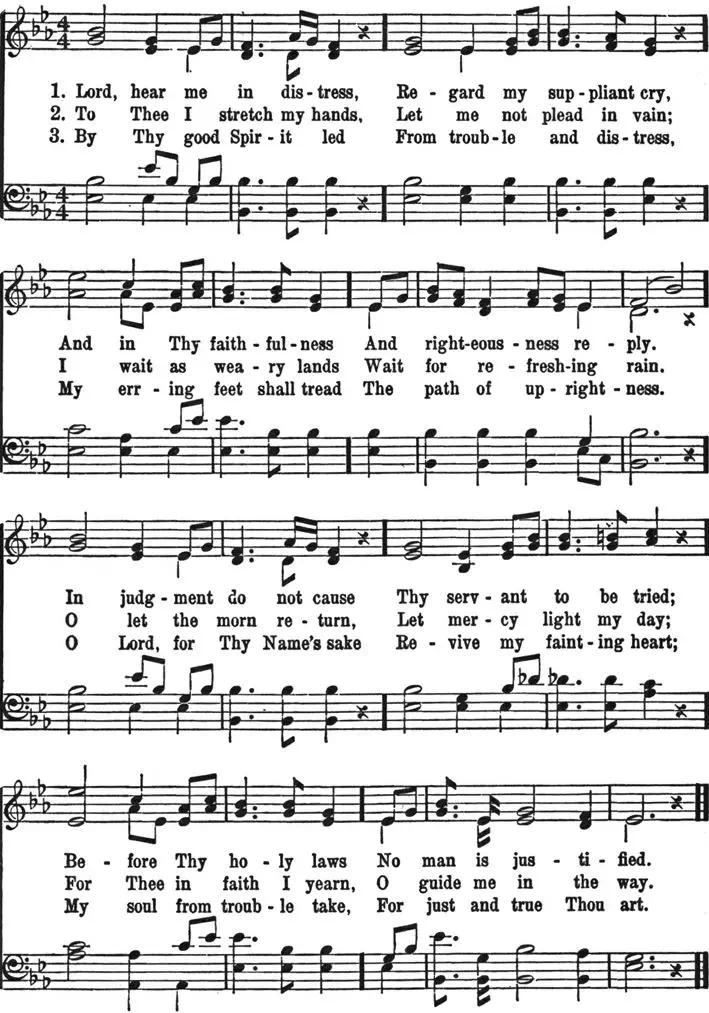 1. Lord, hear me in dis-tress, Re-gard my sup-pliant cry,
2. To Thee I stretch my hands, Let me not plead in vain;
3. By Thy good Spir-it led From troub-le and dis-tress,
And in Thy faith-ful-ness And right-eous-ness re-ply.
I wait as wea-ry lands Wait for re-fresh-ing rain.
My err-ing feet shall tread The path of up-right-ness.
In judg-ment do not cause Thy serv-ant to be tried;
O let the morn re-turn, Let mer-cy light my day;
O Lord, for Thy Name's sake Re-vive my faint-ing heart;
Be-fore Thy ho-ly laws No man is jus-ti-fied.
For Thee in faith I yearn, O guide me in the way.
My soul from troub-le take, For just and true Thou art.